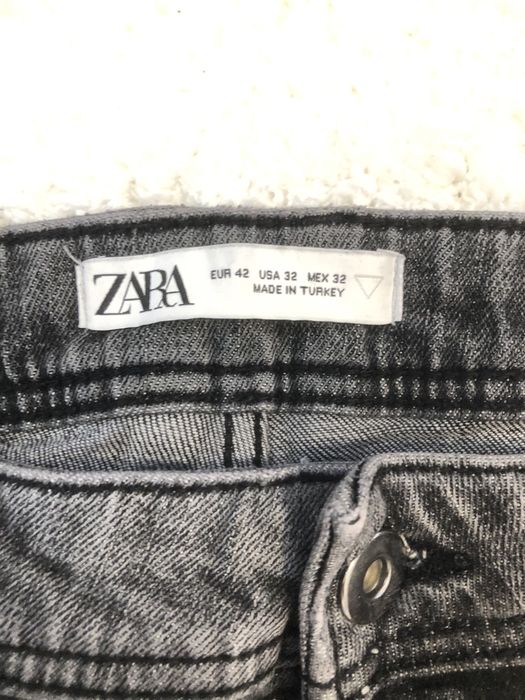 ZARA
EUR 42 USA 32 MEX 32
MADE IN TURKEY